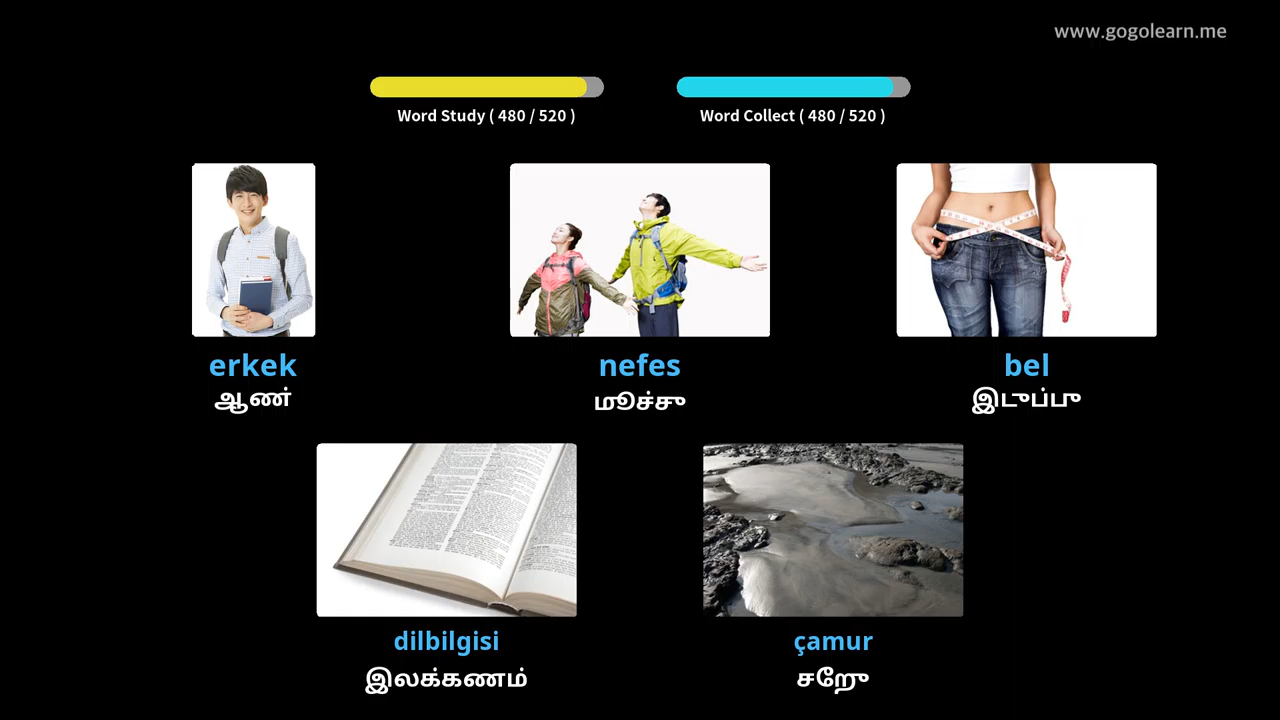 www.gogolearn.me
Word Study ( 480 / 520 )
Word Collect ( 480 / 520 )
erkek
ஆண்
nefes
மூச்சு
bel
இடுப்பு
dilbilgisi
இலக்கணம்
çamur
சேறு